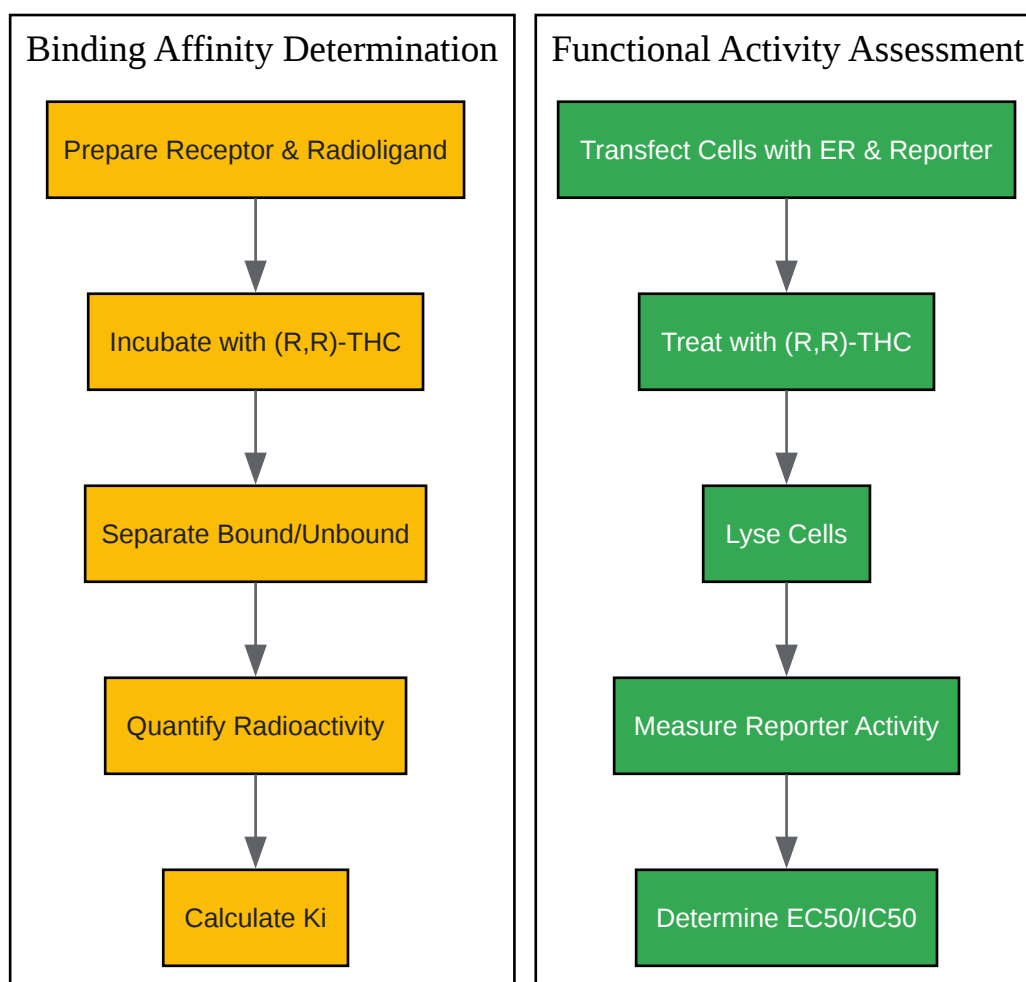 Binding Affinity Determination
Prepare Receptor & Radioligand
Incubate with (R,R)-THC
Separate Bound/Unbound
Quantify Radioactivity
Calculate Ki
Functional Activity Assessment
Transfect Cells with ER & Reporter
Treat with (R,R)-THC
Lyse Cells
Measure Reporter Activity
Determine EC50/IC50